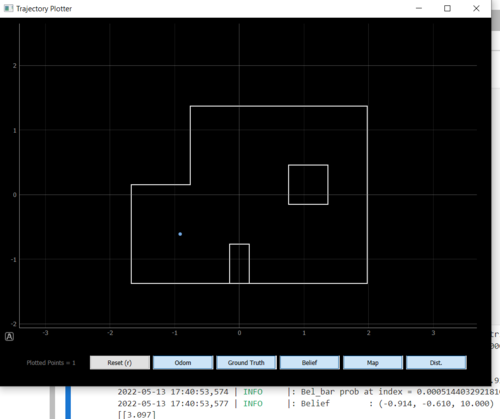 Trajectory Plotter
2
1
0
-1
-2
-3
-2
-1
0
1
2
3
A
Plotted Points = 1
Reset (r)
Odom
Ground Truth
Belief
Map
Dist.
2022-05-13 17:40:53,574 | INFO |: Bel_bar prob at index = 0.00051440329218
2022-05-13 17:40:53,577 | INFO |: Belief : (-0.914, -0.610, 10.000)
[[3.097]